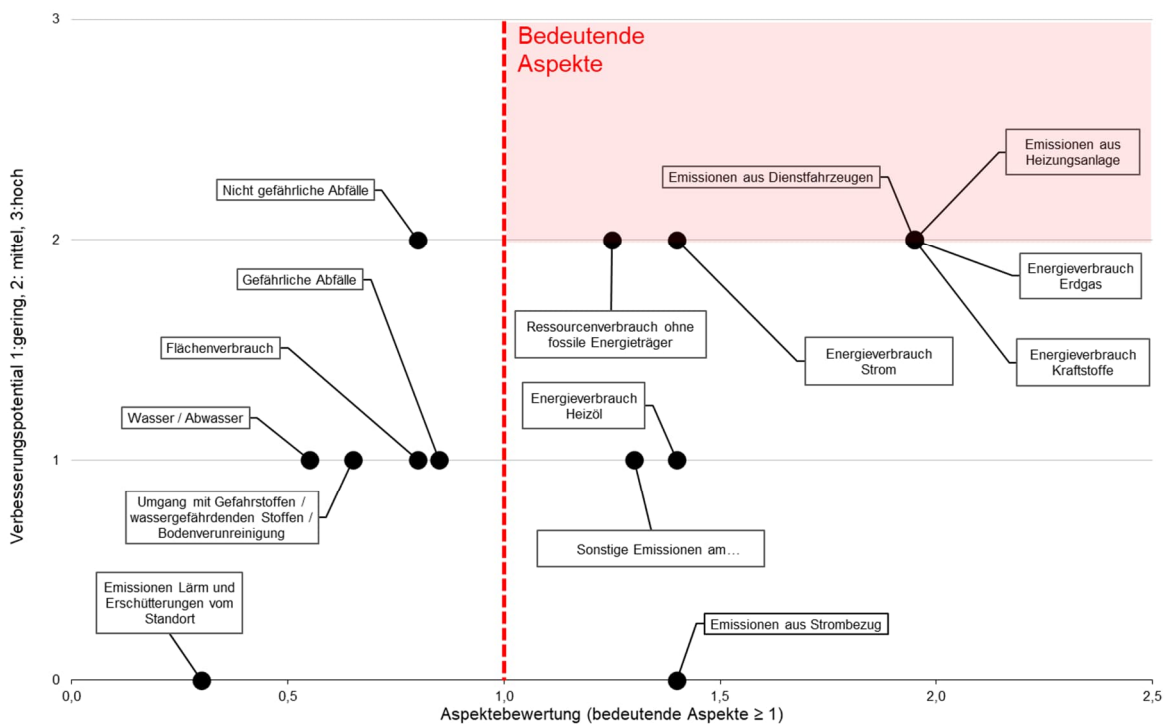 3
Bedeutende
Aspekte
Emissionen aus
Heizungsanlage
Emissionen aus Dienstfahrzeugen
Nicht gefährliche Abfälle
2
Energieverbrauch
Erdgas
Gefährliche Abfälle
Ressourcenverbrauch ohne
fossile Energieträger
Flächenverbrauch
Energieverbrauch
Strom
Energieverbrauch
Kraftstoffe
Energieverbrauch
Heizöl
Wasser / Abwasser
1
Umgang mit Gefahrstoffen /
wassergefährdenden Stoffen /
Bodenverunreinigung
Sonstige Emissionen am…
Emissionen Lärm und
Erschütterungen vom
Standort
Emissionen aus Strombezug
0
0,0 0,5 1,0 1,5 2,0 2,5
Aspektebewertung (bedeutende Aspekte ≥ 1)
Verbesserungspotential 1:gering, 2: mittel, 3:hoch